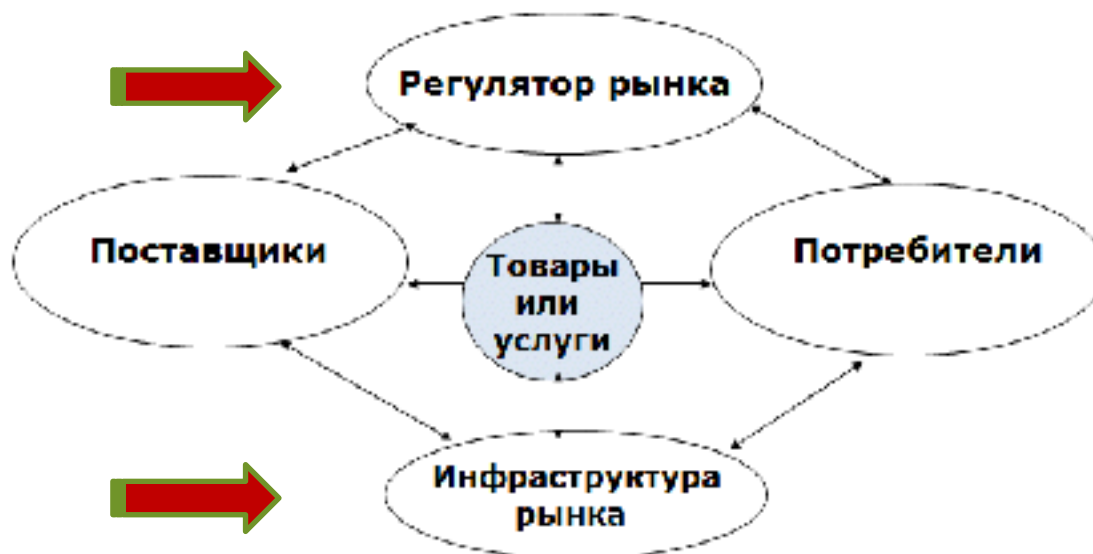 Регулятор рынка
Поставщики
Потребители
Товары
или
услуги
Инфраструктура
рынка